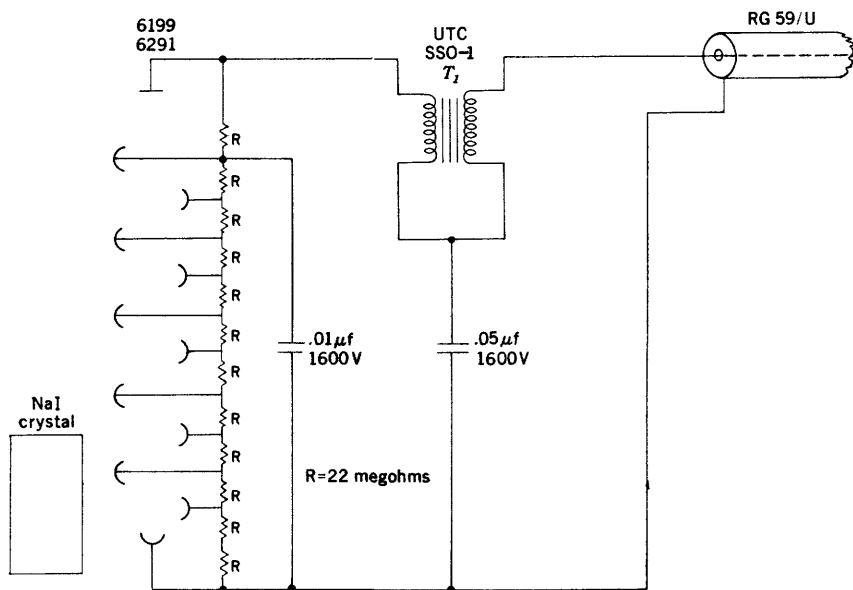 6199
6291
UTC
SSO-1
T1
RG 59/U
R
R
R
R
R
R
R
R
R
R
R
R
.01µf
1600V
.05µf
1600V
NaI
crystal
R=22 megohms